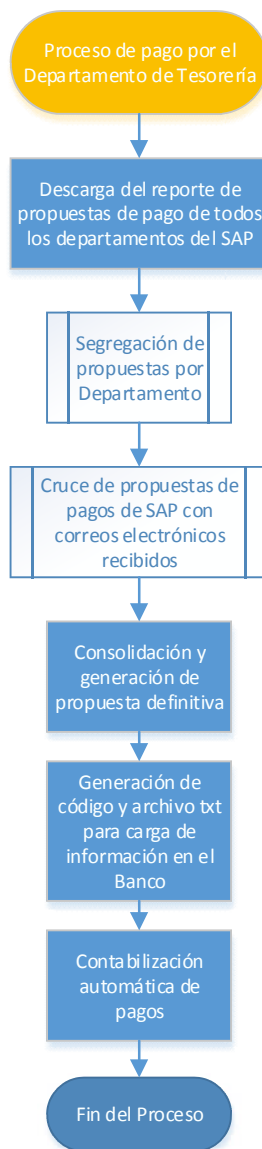 Proceso de pago por el
Departamento de Tesorería
Descarga del reporte de
propuestas de pago de todos
los departamentos del SAP
Segregación de
propuestas por
Departamento
Cruce de propuestas de
pagos de SAP con
correos electrónicos
recibidos
Consolidación y
generación de
propuesta definitiva
Generación de
código y archivo txt
para carga de
información en el
Banco
Contabilización
automática de
pagos
Fin del Proceso